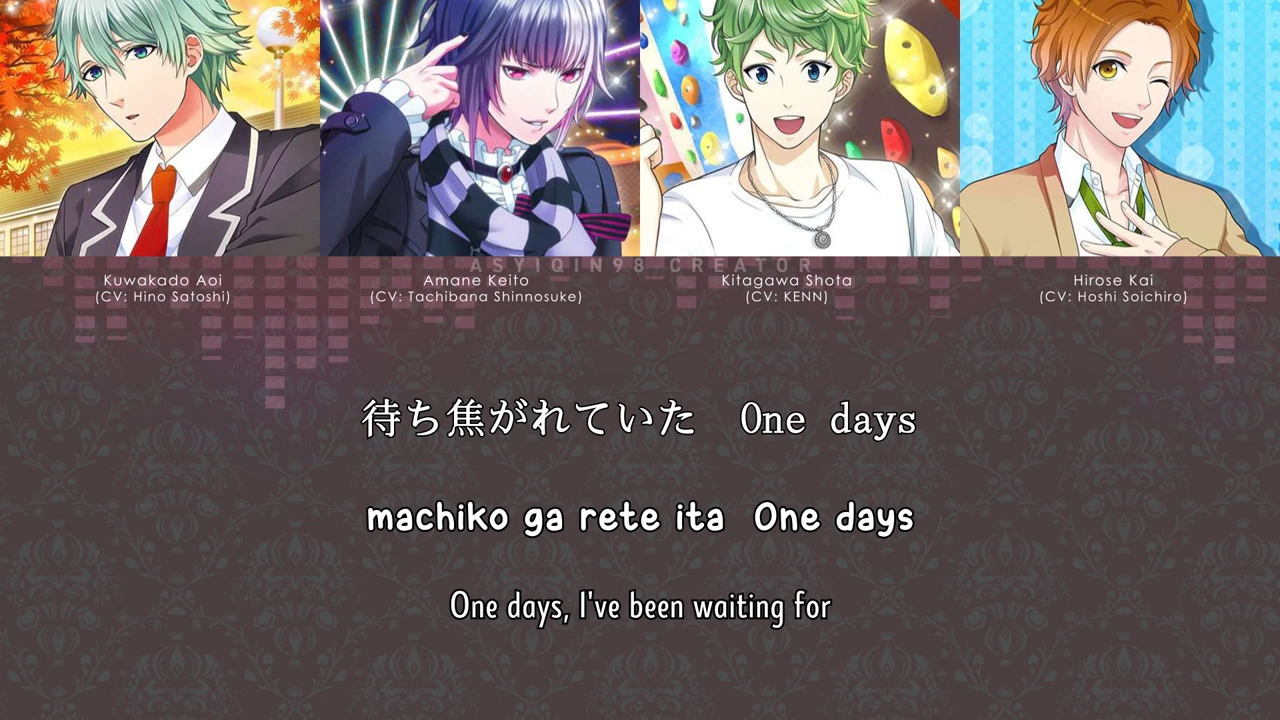 ASYIQIN98 CREATOR
Kuwakado Aoi
(CV: Hino Satoshi)
Amane Keito
(CV: Tachibana Shinnosuke)
Kitagawa Shota
(CV: KENN)
Hirose Kai
(CV: Hoshi Soichiro)
待ち焦がれていた　One days
machiko ga rete ita One days
One days, I've been waiting for